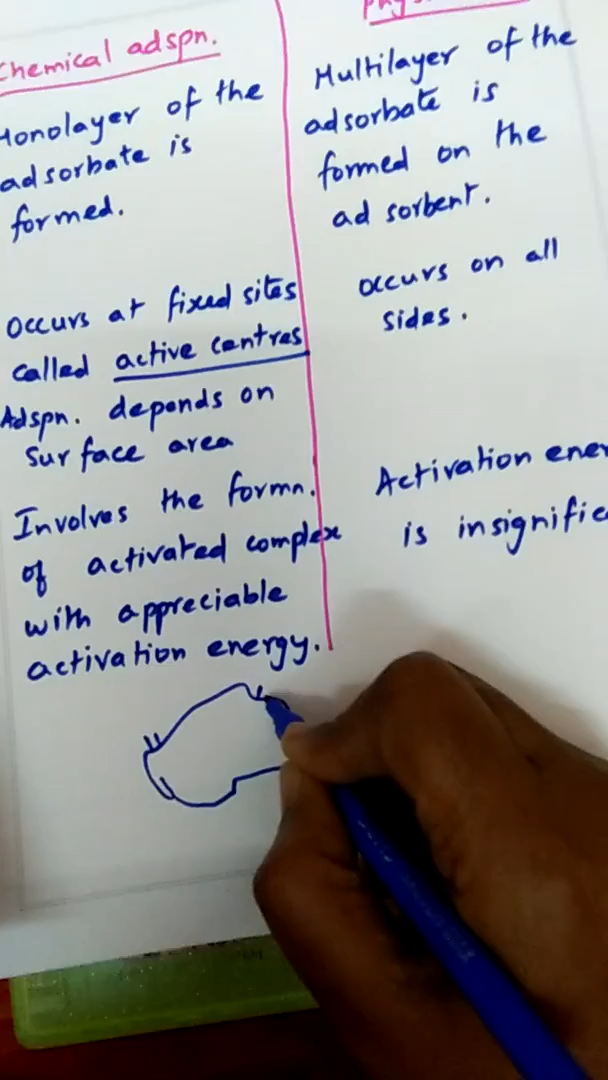 Chemical adspn.
Monolayer of the
adsorbate is
formed.
Occurs at fixed sites
called active centres
Adspn. depends on
Surface area
Involves the formn.
of activated complex
with appreciable
activation energy.
Multilayer of the
adsorbate is
formed on the
adsorbent.
occurs on all
sides.
Activation ener
is insignific